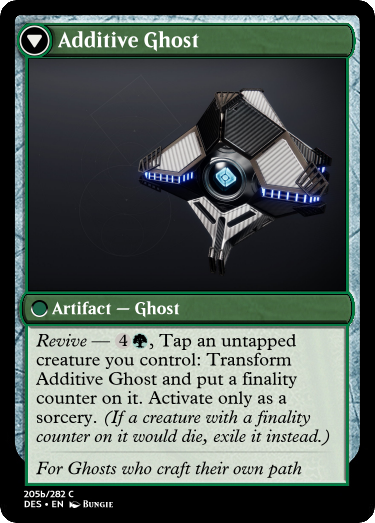 Additive Ghost
Artifact — Ghost
Revive — 4, Tap an untapped
creature you control: Transform
Additive Ghost and put a finality
counter on it. Activate only as a
sorcery. (If a creature with a finality
counter on it would die, exile it instead.)
For Ghosts who craft their own path
205b/282 C
DES • EN Bungie